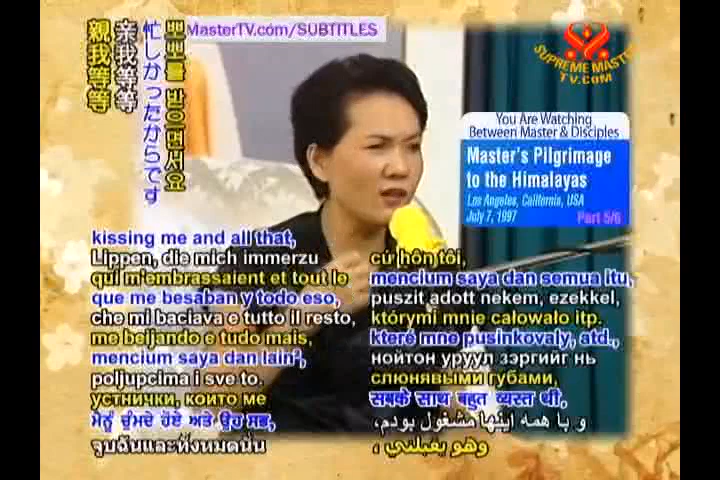 MasterTV.com/SUBTITLES
SUPREME MASTER
TV.COM
You Are Watching
Between Master & Disciples
Master's Pilgrimage
to the Himalayas
Los Angeles, California, USA
July 7, 1997
Part 5/6
뽀뽀를 받으면서요
忙しかったからです
亲我等等
親我等等
kissing me and all that,
Lippen, die mich immerzu
qui m'embrassaient et tout le
que me besaban y todo eso,
che mi baciava e tutto il resto,
me beijando e tudo mais,
mencium saya dan lain²,
poljupcima i sve to.
устнички, които ме
ਮੈਨੂੰ ਚੁੰਮਦੇ ਹੋਏ ਅਤੇ ਉਹ ਸਭ,
จูบฉันและทั้งหมดนั่น
cứ hôn tôi,
mencium saya dan semua itu,
puszit adott nekem, ezekkel,
którymi mnie całowało itp.
které mne pusinkovaly, atd.,
нойтон уруул зэргийг нь
слюнявыми губами,
सबके साथ बहुत व्यस्त थी,
و با همه اینها مشغول بودم،
وهو يقبلني ،